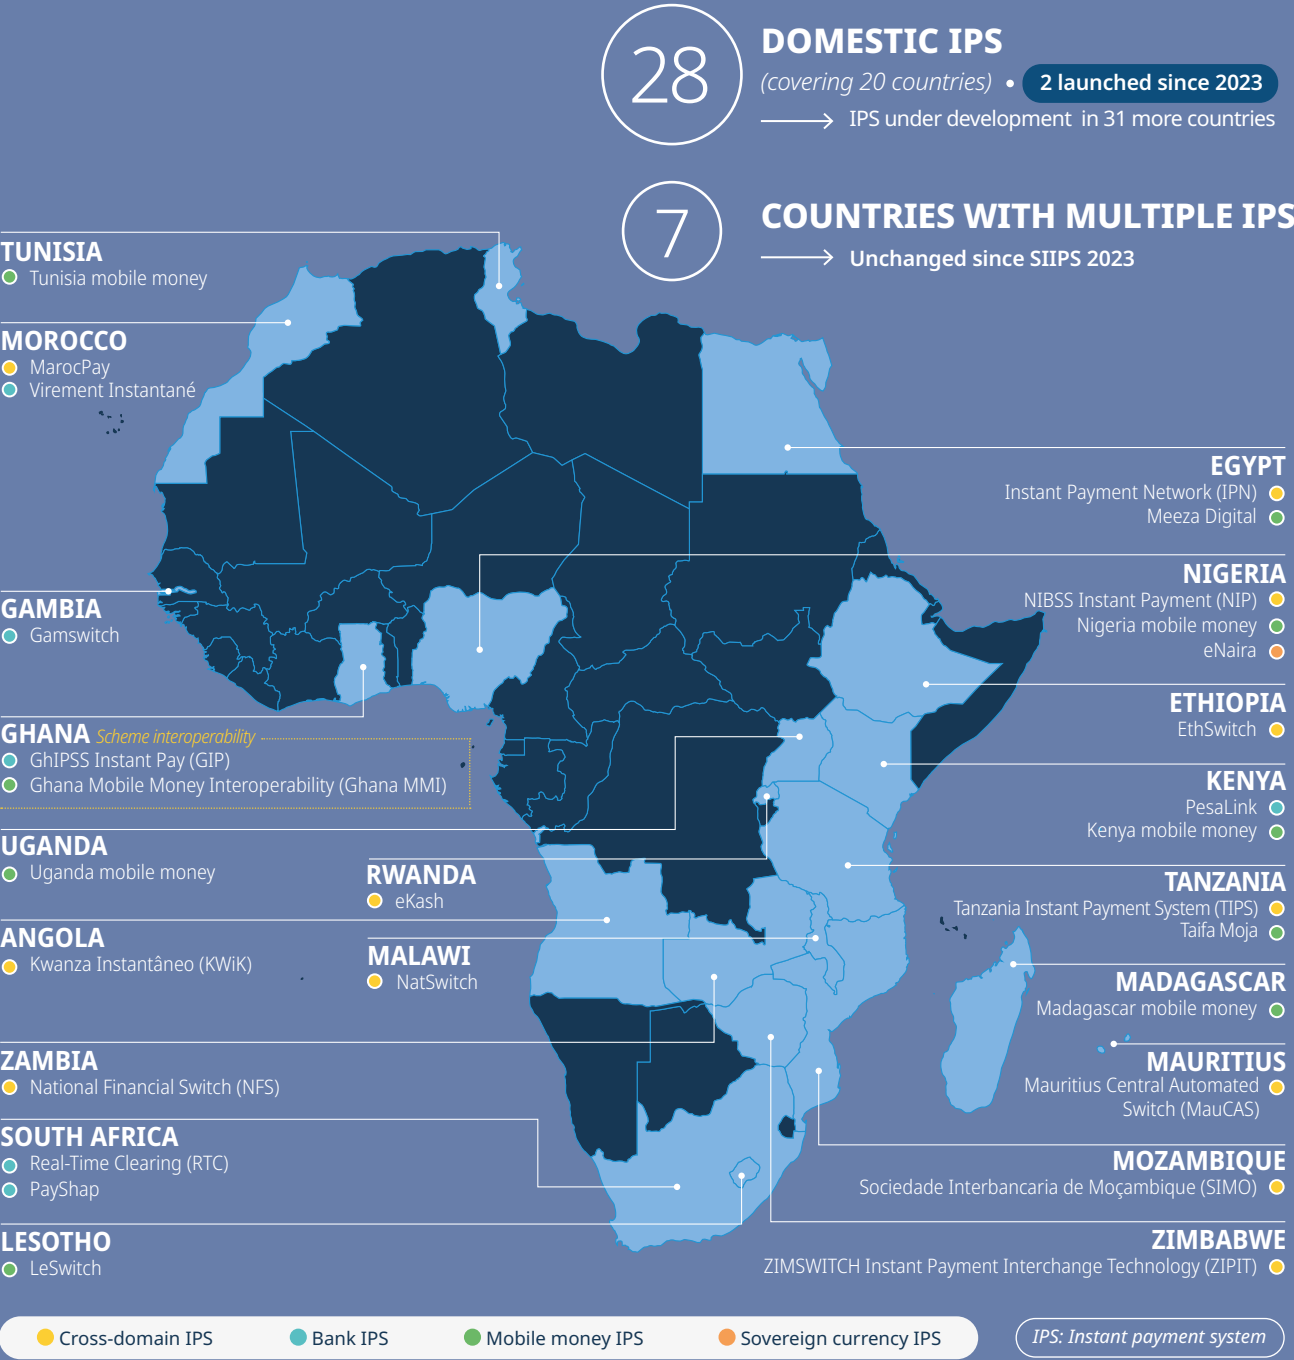 28
DOMESTIC IPS
(covering 20 countries) • 2 launched since 2023
IPS under development in 31 more countries
7
COUNTRIES WITH MULTIPLE IPS
Unchanged since SIIPS 2023
TUNISIA
Tunisia mobile money
MOROCCO
MarocPay
Virement Instantané
GAMBIA
Gamswitch
GHANA Scheme interoperability
GhIPSS Instant Pay (GIP)
Ghana Mobile Money Interoperability (Ghana MMI)
UGANDA
Uganda mobile money
RWANDA
eKash
ANGOLA
Kwanza Instantâneo (KWiK)
MALAWI
NatSwitch
ZAMBIA
National Financial Switch (NFS)
SOUTH AFRICA
Real-Time Clearing (RTC)
PayShap
LESOTHO
LeSwitch
EGYPT
Instant Payment Network (IPN)
Meeza Digital
NIGERIA
NIBSS Instant Payment (NIP)
Nigeria mobile money
eNaira
ETHIOPIA
EthSwitch
KENYA
PesaLink
Kenya mobile money
TANZANIA
Tanzania Instant Payment System (TIPS)
Taifa Moja
MADAGASCAR
Madagascar mobile money
MAURITIUS
Mauritius Central Automated
Switch (MauCAS)
MOZAMBIQUE
Sociedade Interbancaria de Moçambique (SIMO)
ZIMBABWE
ZIMSWITCH Instant Payment Interchange Technology (ZIPIT)
Cross-domain IPS
Bank IPS
Mobile money IPS
Sovereign currency IPS
IPS: Instant payment system